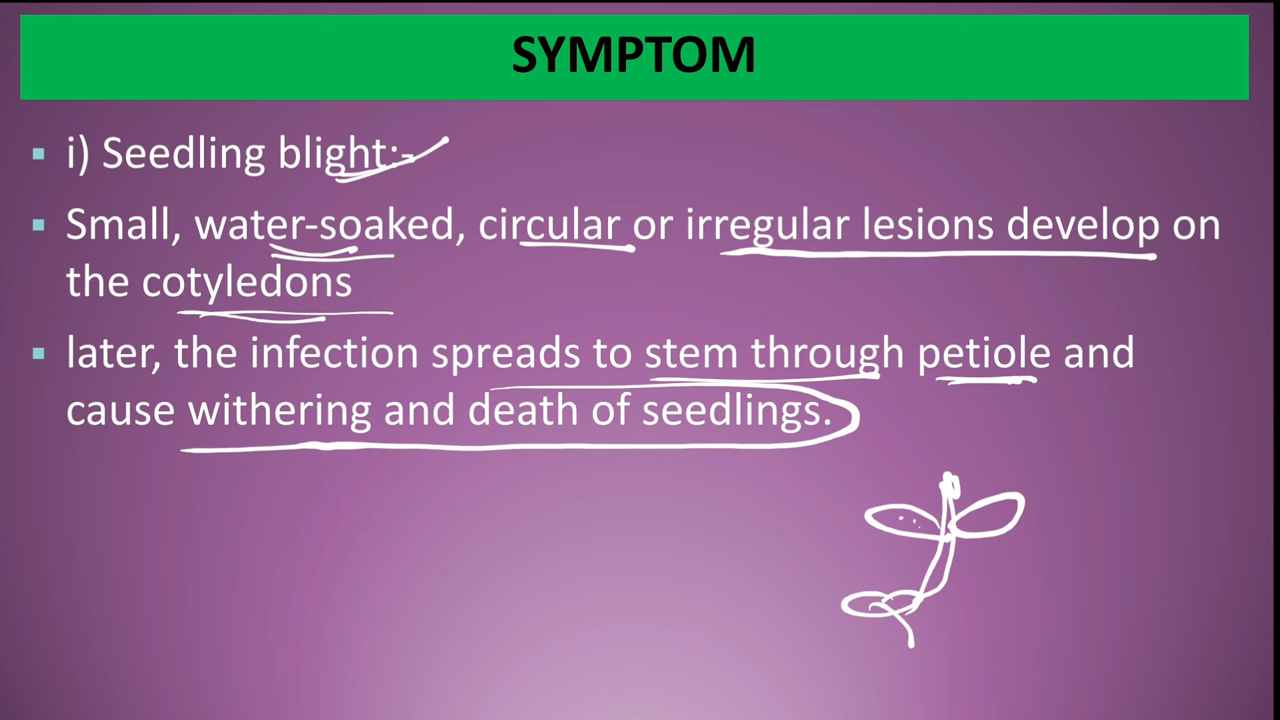 SYMPTOM
▪ i) Seedling blight:-
▪ Small, water-soaked, circular or irregular lesions develop on
the cotyledons
▪ later, the infection spreads to stem through petiole and
cause withering and death of seedlings.